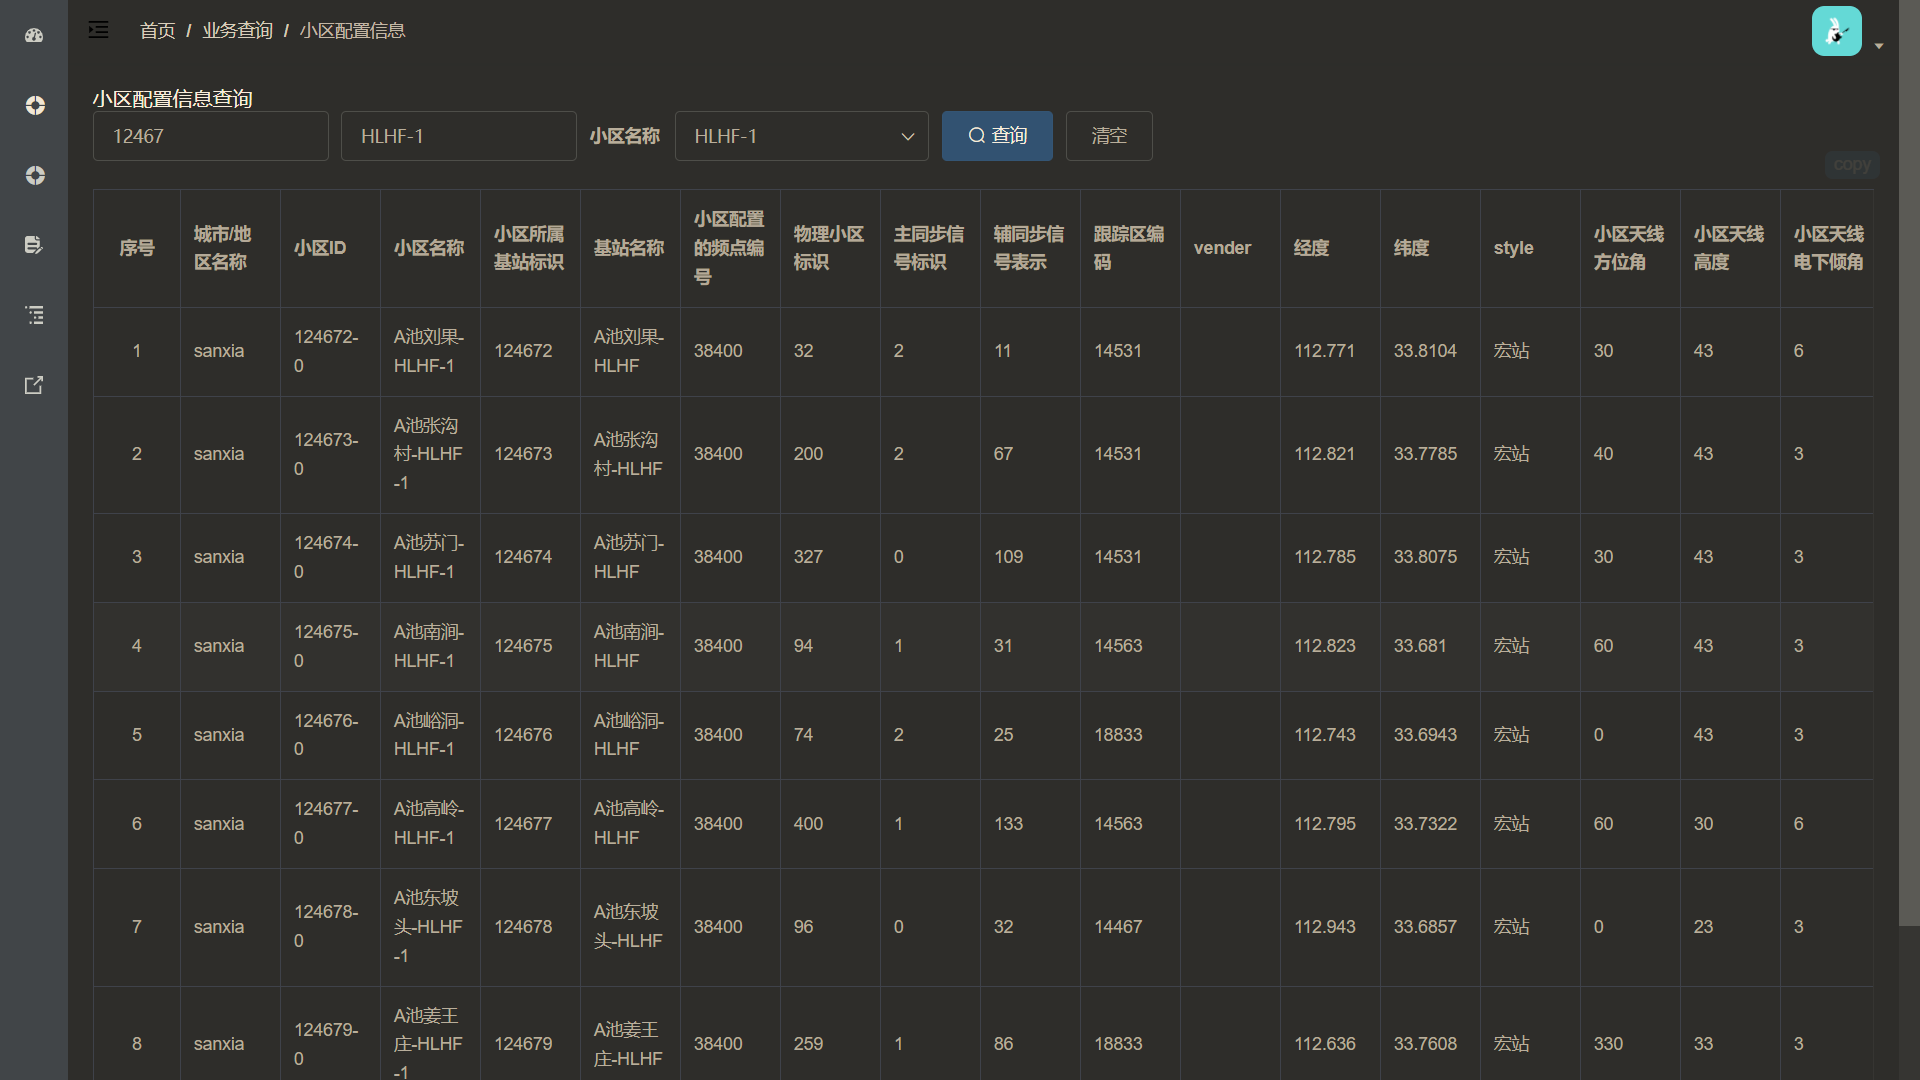 首页 / 业务查询 / 小区配置信息
小区配置信息查询
12467 HLHF-1 小区名称 HLHF-1 查询 清空
copy
序号 城市/地区名称 小区ID 小区名称 小区所属基站标识 基站名称 小区配置的频点编号 物理小区标识 主同步信号标识 辅同步信号表示 跟踪区编码 vender 经度 纬度 style 小区天线方位角 小区天线高度 小区天线电下倾角
1 sanxia 124672-0 A池刘果-HLHF-1 124672 A池刘果-HLHF 38400 32 2 11 14531 112.771 33.8104 宏站 30 43 6
2 sanxia 124673-0 A池张沟村-HLHF-1 124673 A池张沟村-HLHF 38400 200 2 67 14531 112.821 33.7785 宏站 40 43 3
3 sanxia 124674-0 A池苏门-HLHF-1 124674 A池苏门-HLHF 38400 327 0 109 14531 112.785 33.8075 宏站 30 43 3
4 sanxia 124675-0 A池南涧-HLHF-1 124675 A池南涧-HLHF 38400 94 1 31 14563 112.823 33.681 宏站 60 43 3
5 sanxia 124676-0 A池峪洞-HLHF-1 124676 A池峪洞-HLHF 38400 74 2 25 18833 112.743 33.6943 宏站 0 43 3
6 sanxia 124677-0 A池高岭-HLHF-1 124677 A池高岭-HLHF 38400 400 1 133 14563 112.795 33.7322 宏站 60 30 6
7 sanxia 124678-0 A池东坡头-HLHF-1 124678 A池东坡头-HLHF 38400 96 0 32 14467 112.943 33.6857 宏站 0 23 3
8 sanxia 124679-0 A池姜王庄-HLHF-1 124679 A池姜王庄-HLHF 38400 259 1 86 18833 112.636 33.7608 宏站 330 33 3